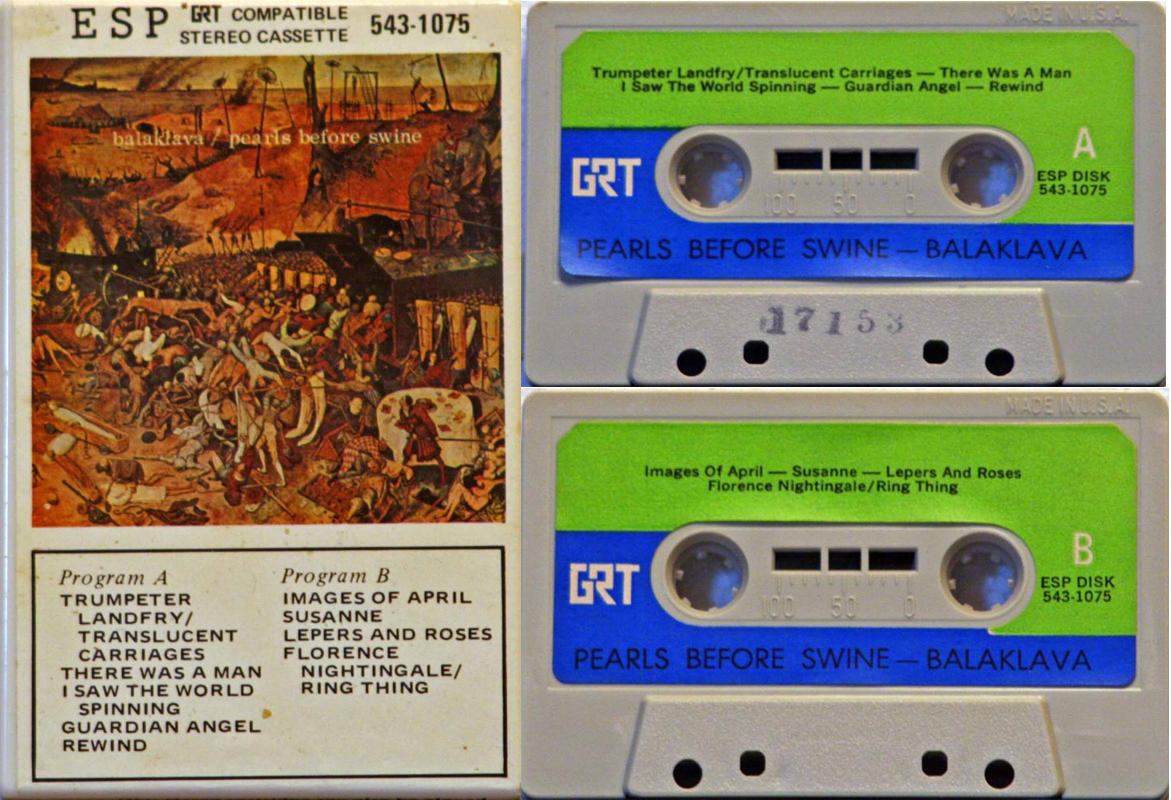 ESP
GRT COMPATIBLE
STEREO CASSETTE
543-1075
balaklava / pearls before swine
Program A
TRUMPETER
LANDFRY/
TRANSLUCENT
CARRIAGES
THERE WAS A MAN
I SAW THE WORLD
SPINNING
GUARDIAN ANGEL
REWIND
Program B
IMAGES OF APRIL
SUSANNE
LEPERS AND ROSES
FLORENCE
NIGHTINGALE/
RING THING
MADE IN U.S.A.
Trumpeter Landfry/Translucent Carriages — There Was A Man
I Saw The World Spinning — Guardian Angel — Rewind
A
GRT
ESP DISK
543-1075
100 50 0
PEARLS BEFORE SWINE — BALAKLAVA
17153
MADE IN U.S.A.
Images Of April — Susanne — Lepers And Roses
Florence Nightingale/Ring Thing
B
GRT
ESP DISK
543-1075
100 50 0
PEARLS BEFORE SWINE — BALAKLAVA